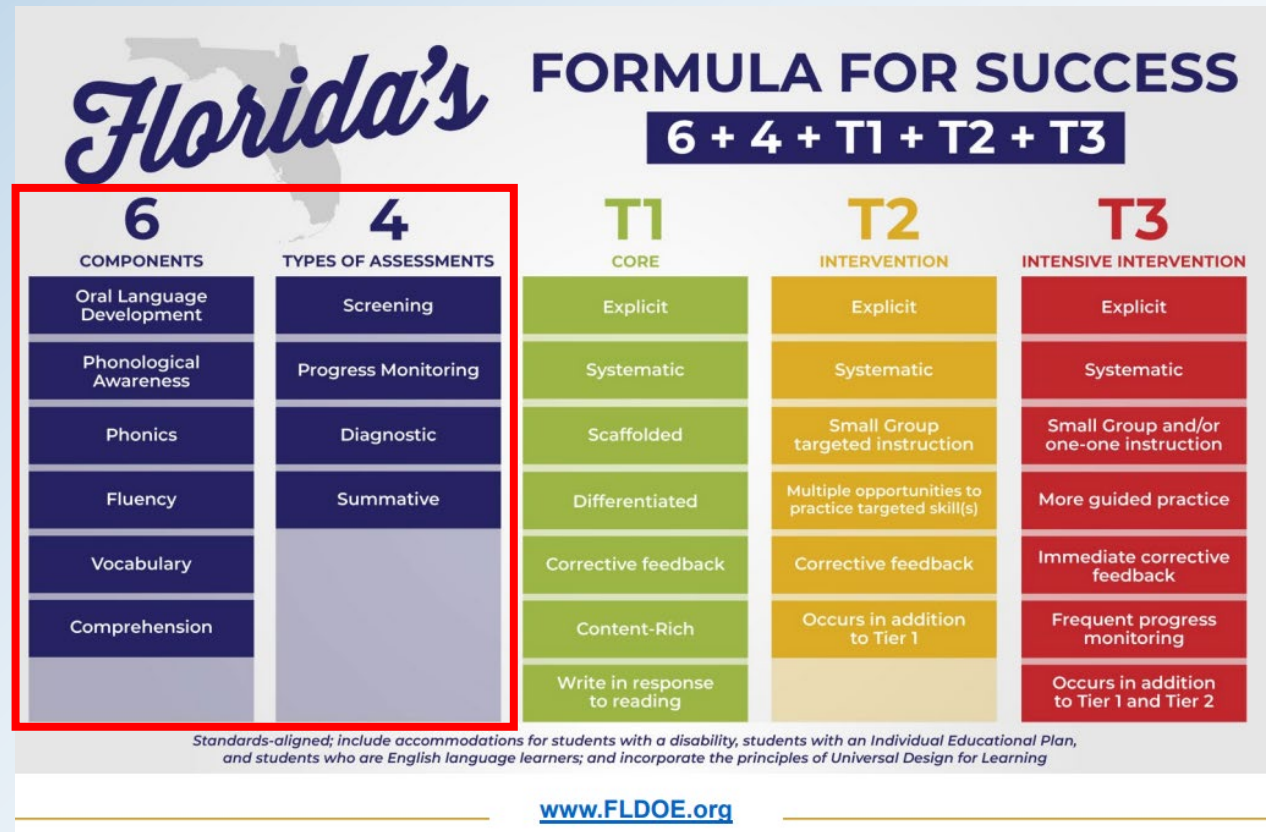 Florida's
FORMULA FOR SUCCESS
6 + 4 + T1 + T2 + T3
6
COMPONENTS
Oral Language
Development
Phonological
Awareness
Phonics
Fluency
Vocabulary
Comprehension
4
TYPES OF ASSESSMENTS
Screening
Progress Monitoring
Diagnostic
Summative
T1
CORE
Explicit
Systematic
Scaffolded
Differentiated
Corrective feedback
Content-Rich
Write in response
to reading
T2
INTERVENTION
Explicit
Systematic
Small Group
targeted instruction
Multiple opportunities to
practice targeted skill(s)
Corrective feedback
Occurs in addition
to Tier 1
T3
INTENSIVE INTERVENTION
Explicit
Systematic
Small Group and/or
one-one instruction
More guided practice
Immediate corrective
feedback
Frequent progress
monitoring
Occurs in addition
to Tier 1 and Tier 2
Standards-aligned; include accommodations for students with a disability, students with an Individual Educational Plan,
and students who are English language learners; and incorporate the principles of Universal Design for Learning
www.FLDOE.org